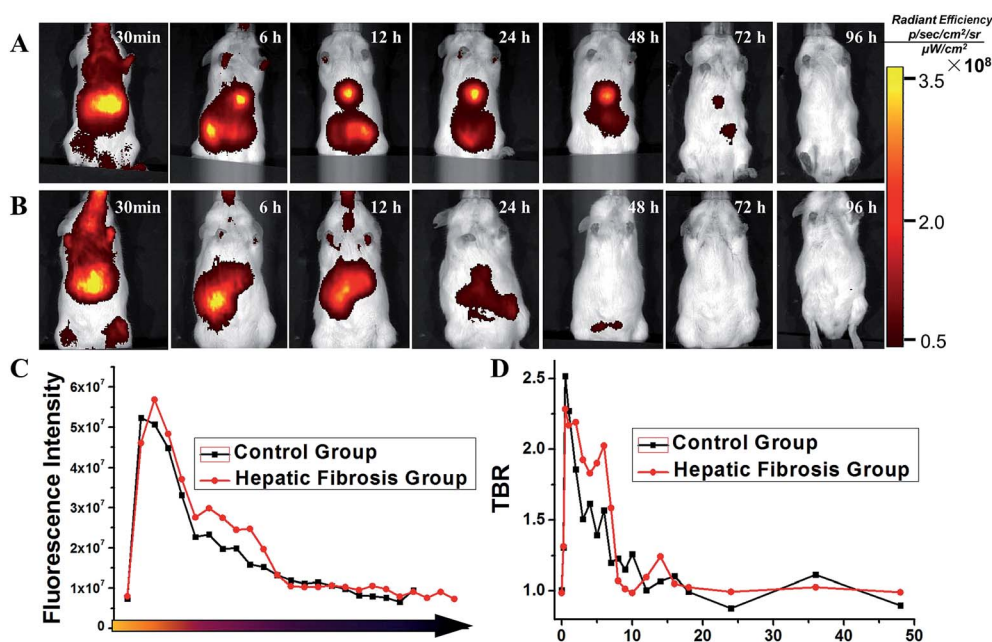 A
30min
6 h
12 h
24 h
48 h
72 h
96 h
Radiant Efficiency
p/sec/cm²/sr
μW/cm²
3.5
×10⁸
2.0
0.5
B
30min
6 h
12 h
24 h
48 h
72 h
96 h
C
Fluorescence Intensity
6x10⁷
5x10⁷
4x10⁷
3x10⁷
2x10⁷
1x10⁷
0
Control Group
Hepatic Fibrosis Group
D
TBR
2.5
2.0
1.5
1.0
Control Group
Hepatic Fibrosis Group
0
10
20
30
40
50